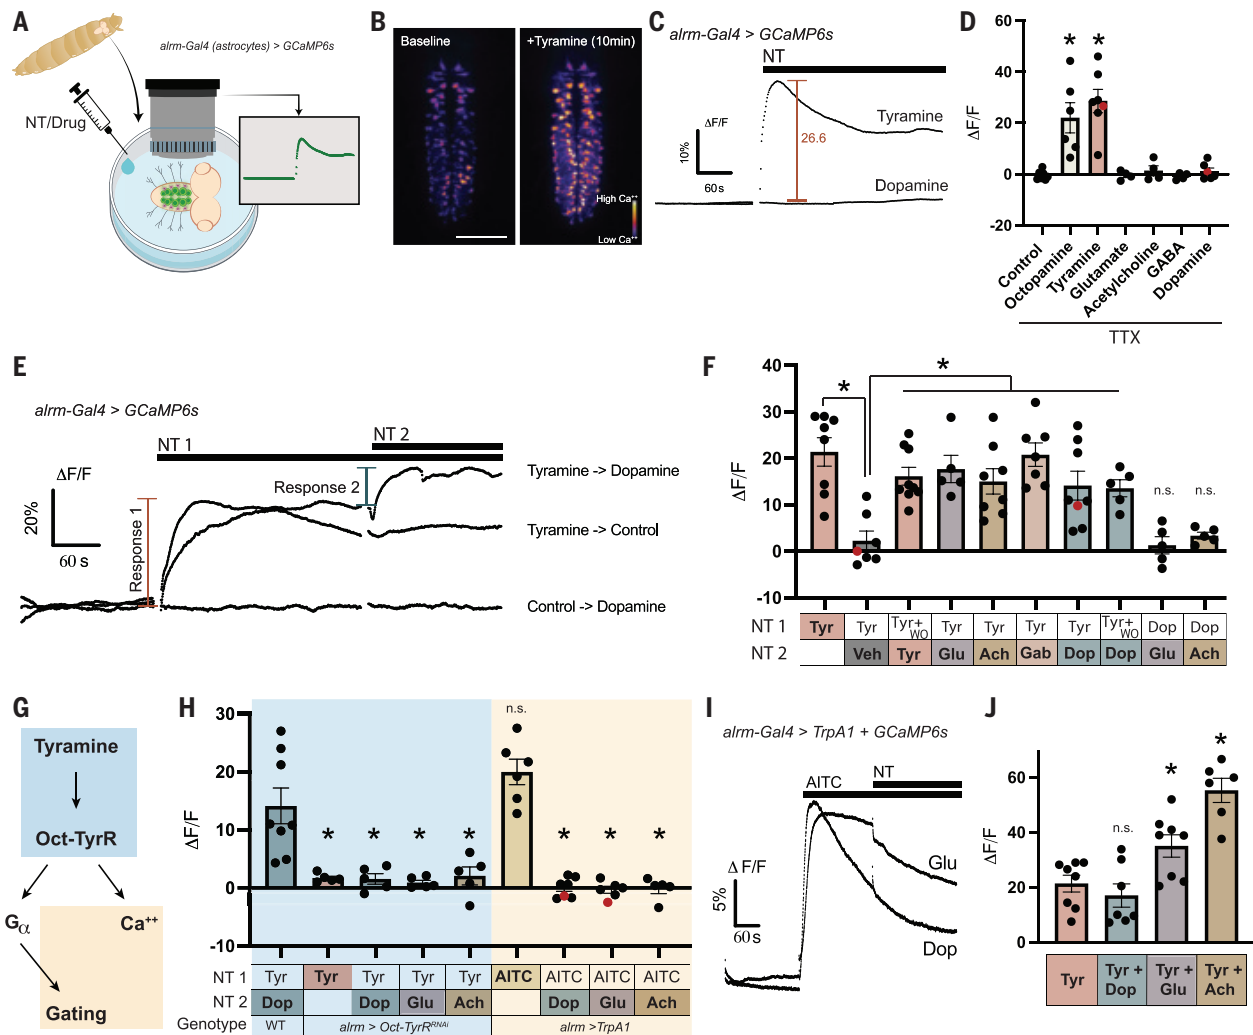 A
alrm-Gal4 (astrocytes) > GCaMP6s
NT/Drug
B
Baseline
+Tyramine (10min)
High Ca++
Low Ca++
C
alrm-Gal4 > GCaMP6s
NT
ΔF/F
10%
60s
26.6
Tyramine
Dopamine
D
ΔF/F
60
40
20
0
-20
* *
Control
Octopamine
Tyramine
Glutamate
Acetylcholine
GABA
Dopamine
TTX
E
alrm-Gal4 > GCaMP6s
NT 1
NT 2
ΔF/F
20%
60 s
Response 1
Response 2
Tyramine -> Dopamine
Tyramine -> Control
Control -> Dopamine
F
ΔF/F
40
30
20
10
0
-10
* *
n.s. n.s.
NT 1 Tyr Tyr Tyr+WO Tyr Tyr Tyr Tyr Tyr+WO Dop Dop
NT 2 Veh Tyr Glu Ach Gab Dop Dop Glu Ach
G
Tyramine
Oct-TyrR
Gα
Ca++
Gating
H
ΔF/F
30
20
10
0
-10
* * * * n.s. * * *
NT 1 Tyr Tyr Tyr Tyr Tyr AITC AITC AITC AITC
NT 2 Dop Dop Glu Ach Dop Glu Ach
Genotype WT alrm > Oct-TyrRRNAi alrm >TrpA1
I
alrm-Gal4 > TrpA1 + GCaMP6s
NT
AITC
Δ F/F
5%
60 s
Glu
Dop
J
ΔF/F
60
40
20
0
n.s. * *
Tyr Tyr + Dop Tyr + Glu Tyr + Ach